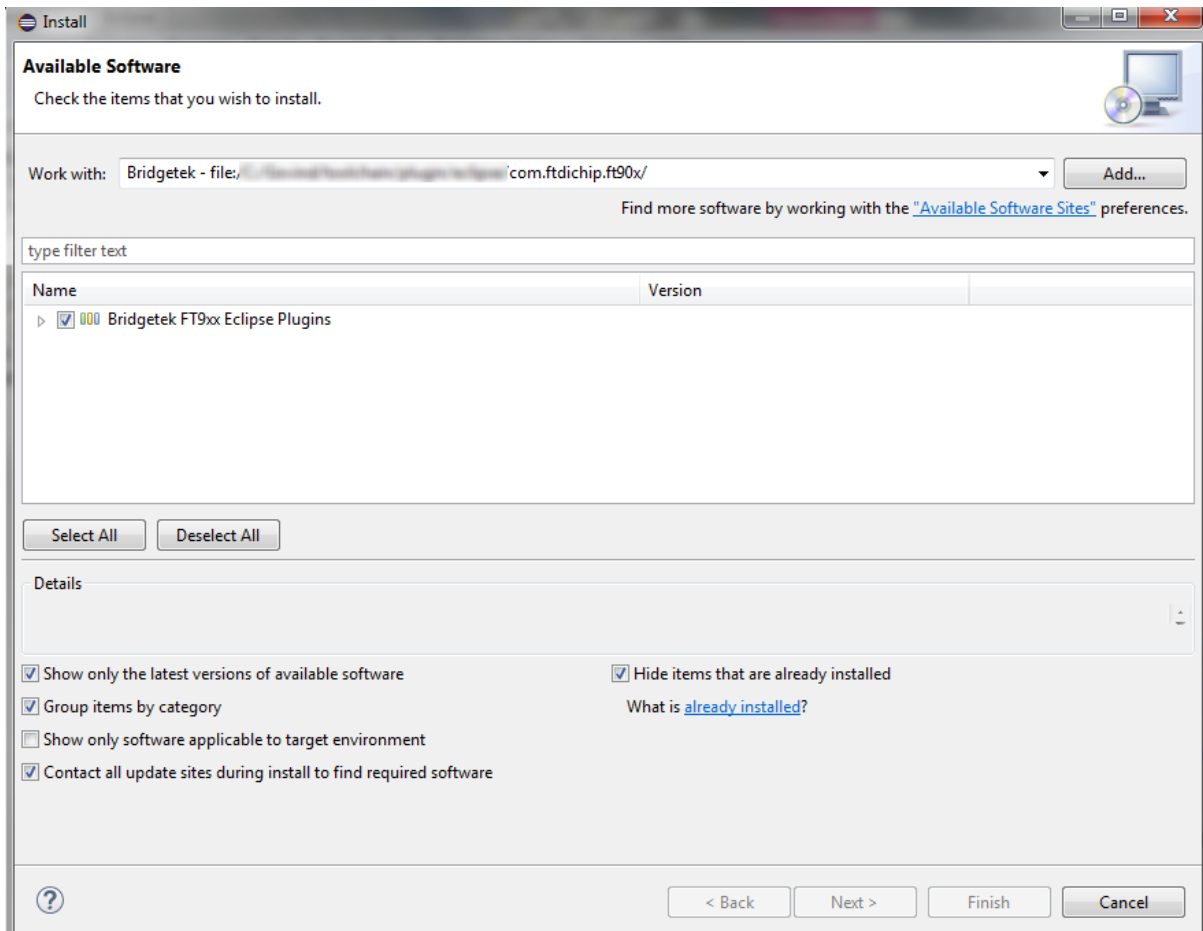 Install
Available Software
Check the items that you wish to install.
Work with: Bridgetek - file:/ com.ftdichip.ft90x/ Add...
Find more software by working with the "Available Software Sites" preferences.
type filter text
Name Version
Bridgetek FT9xx Eclipse Plugins
Select All Deselect All
Details
Show only the latest versions of available software Hide items that are already installed
Group items by category What is already installed?
Show only software applicable to target environment
Contact all update sites during install to find required software
? < Back Next > Finish Cancel